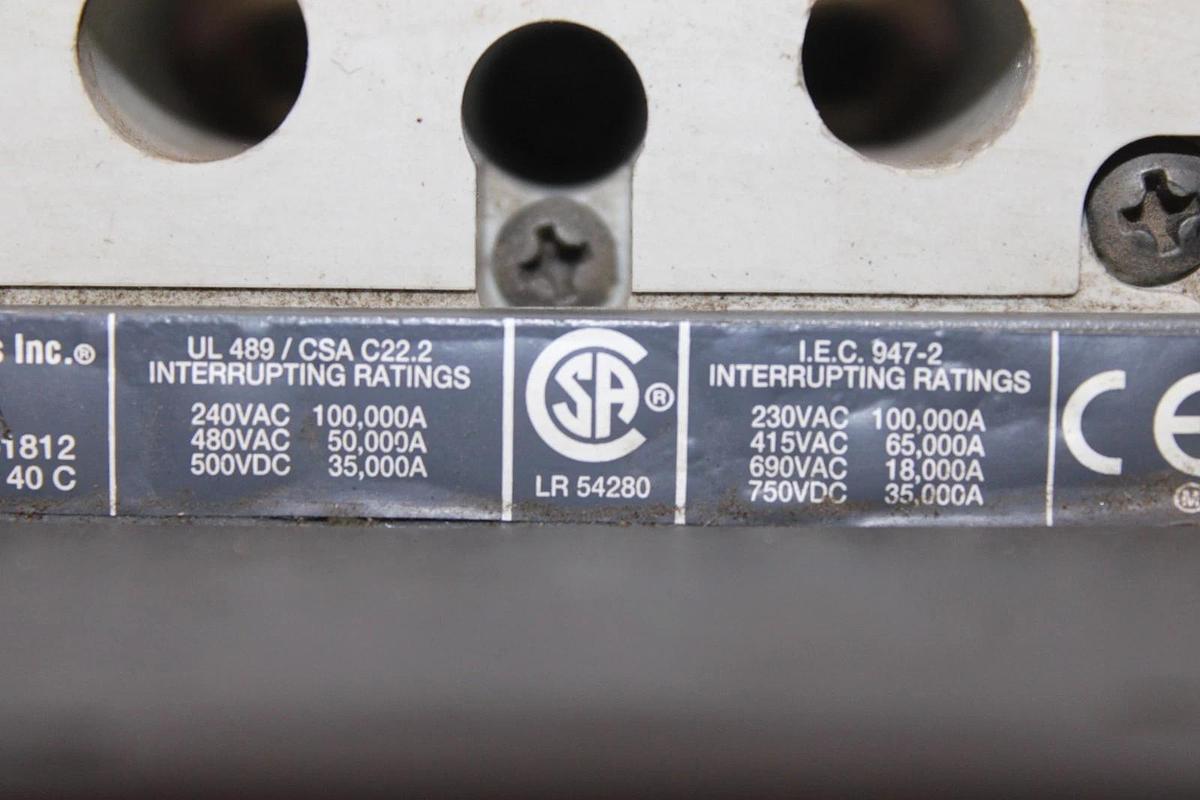 s Inc.®
1812
40 C
UL 489 / CSA C22.2
INTERRUPTING RATINGS
240VAC 100,000A
480VAC 50,000A
500VDC 35,000A
CSA ®
LR 54280
I.E.C. 947-2
INTERRUPTING RATINGS
230VAC 100,000A
415VAC 65,000A
690VAC 18,000A
750VDC 35,000A
CE